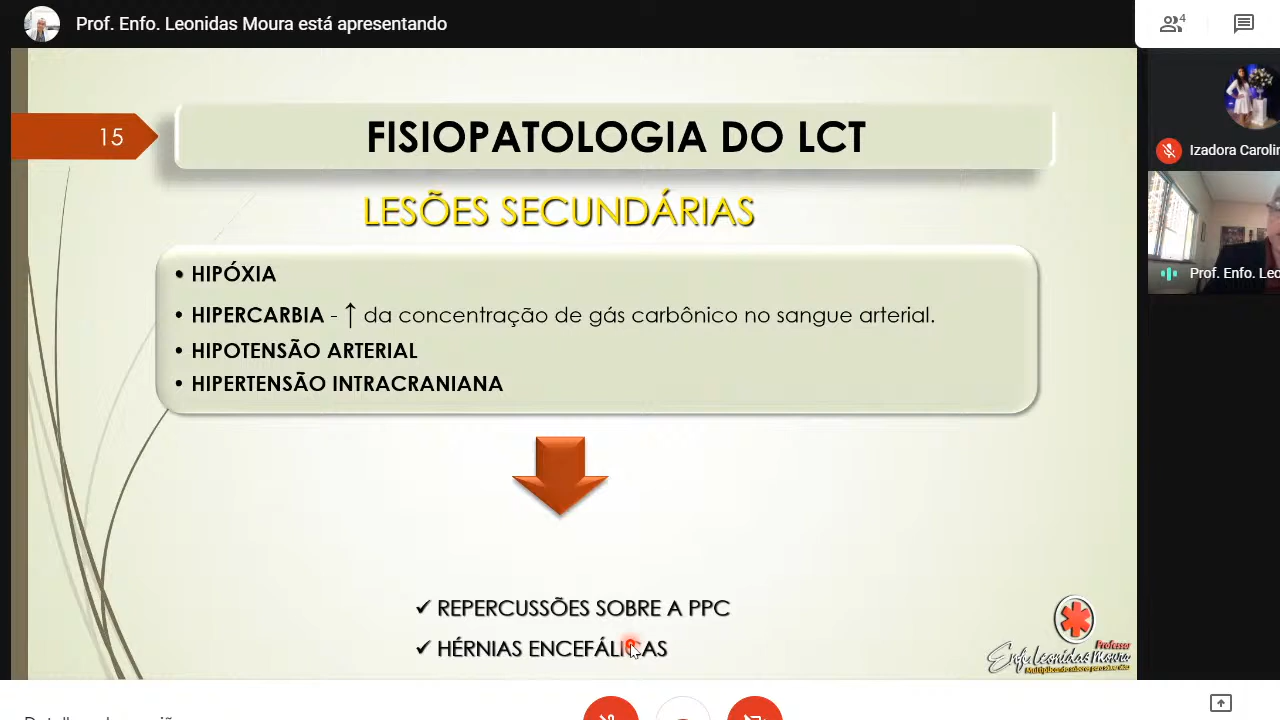 Prof. Enfo. Leonidas Moura está apresentando
4
15
FISIOPATOLOGIA DO LCT
LESÕES SECUNDÁRIAS
• HIPÓXIA
• HIPERCARBIA - ↑ da concentração de gás carbônico no sangue arterial.
• HIPOTENSÃO ARTERIAL
• HIPERTENSÃO INTRACRANIANA
✓ REPERCUSSÕES SOBRE A PPC
✓ HÉRNIAS ENCEFÁLICAS
Izadora Carolin
Prof. Enfo. Leo
Professor
Enfº Leonidas Moura